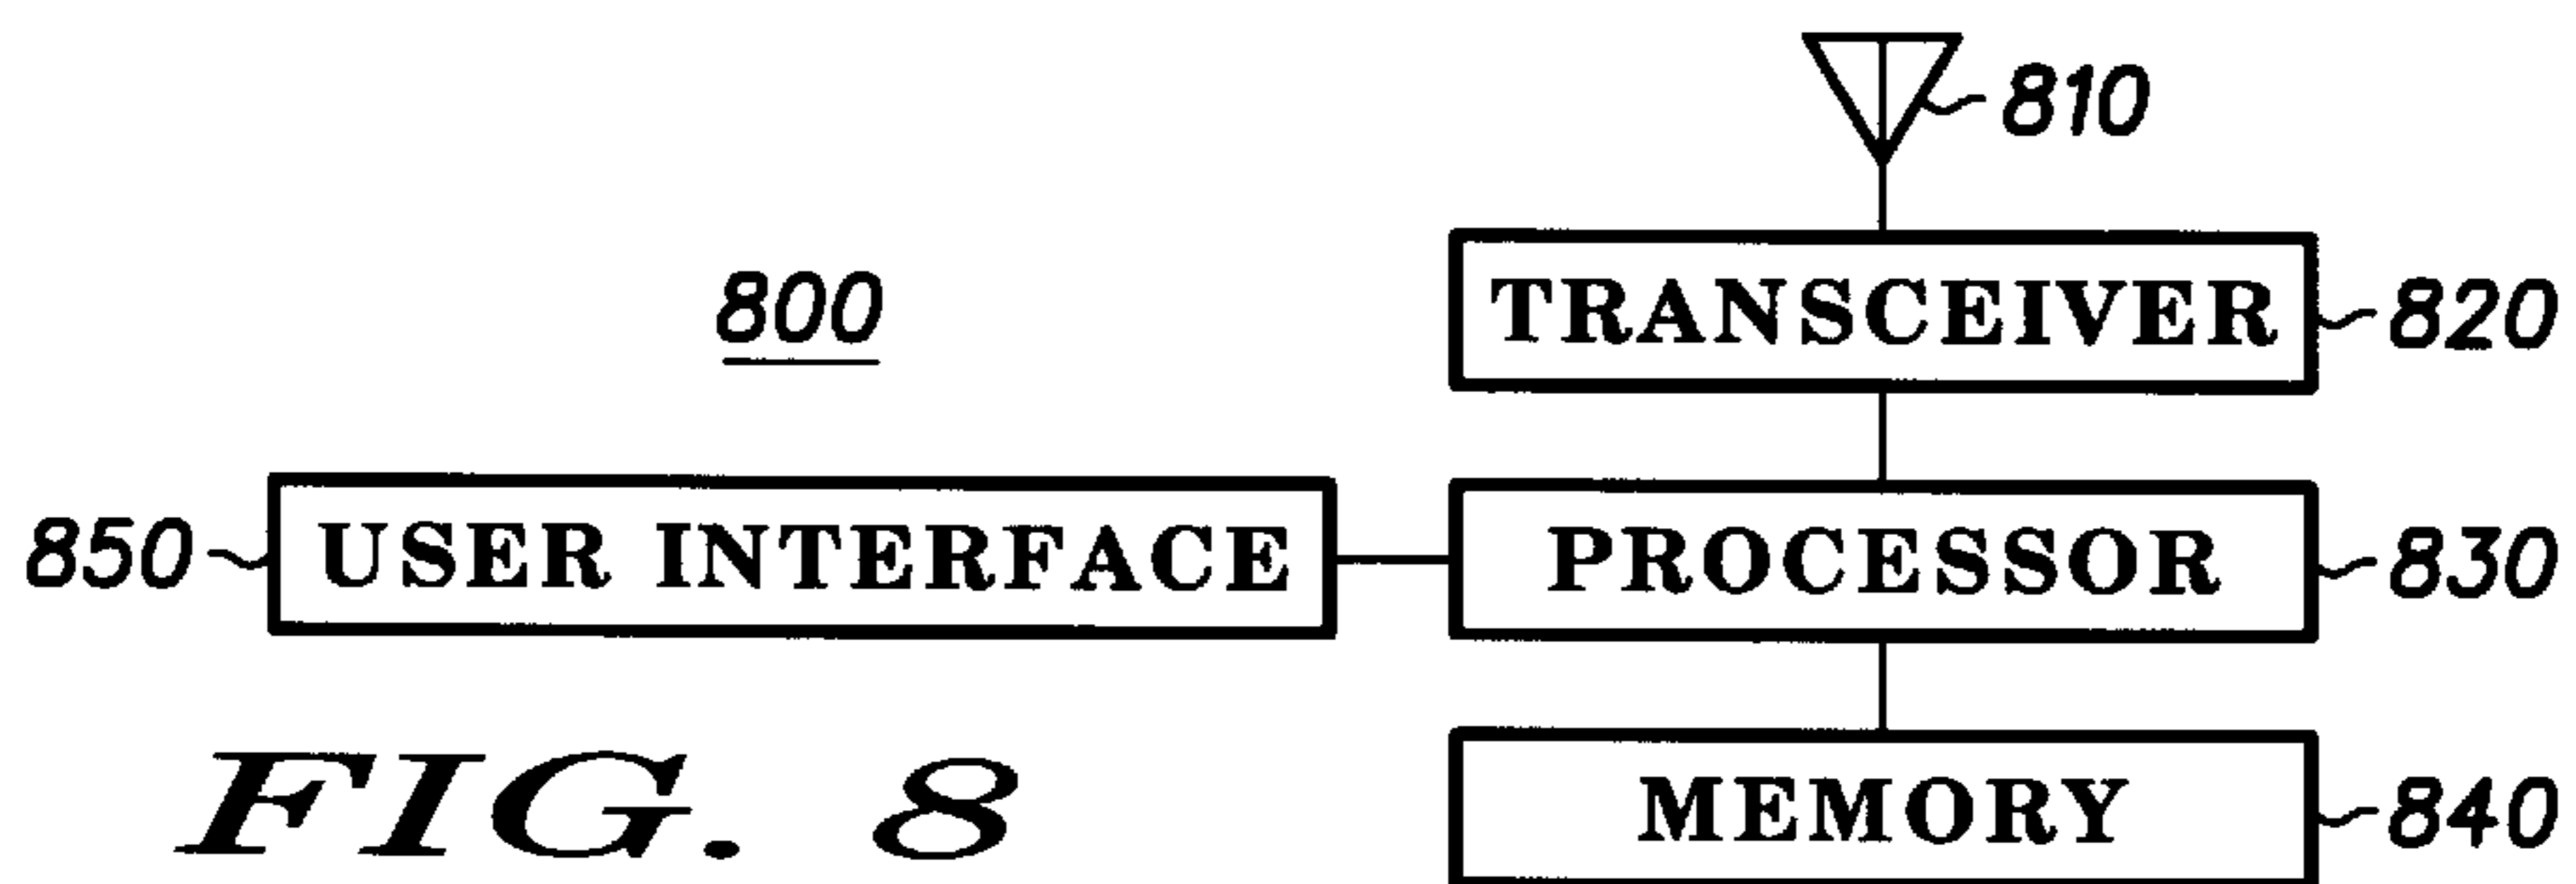 810
800
TRANSCEIVER 820
850 USER INTERFACE PROCESSOR 830
FIG. 8
MEMORY 840